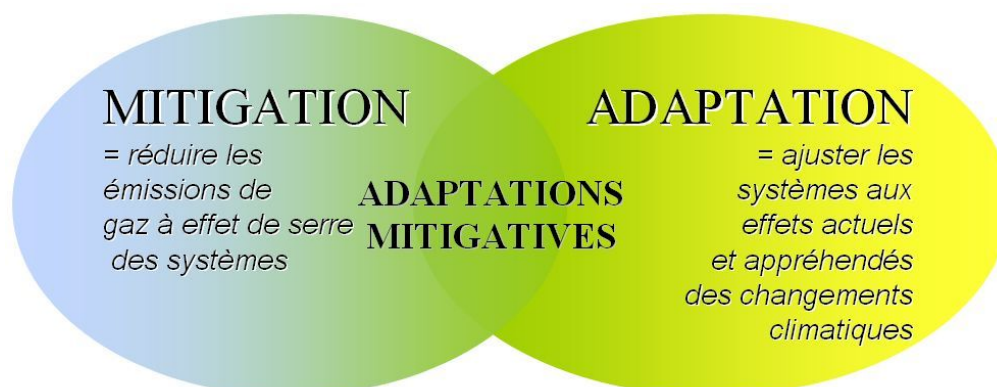 MITIGATION
= réduire les
émissions de
gaz à effet de serre
des systèmes
ADAPTATIONS
MITIGATIVES
ADAPTATION
= ajuster les
systèmes aux
effets actuels
et appréhendés
des changements
climatiques